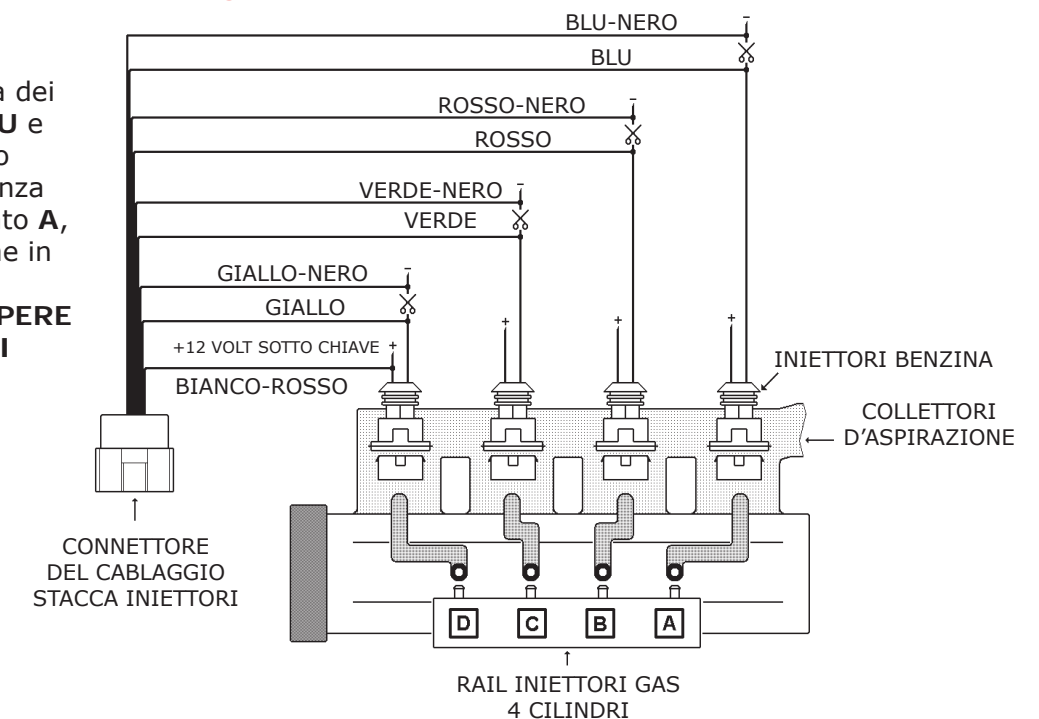 BLU-NERO
BLU
a dei
U e
o
nza
to A,
e in
PERE
I
ROSSO-NERO
ROSSO
VERDE-NERO
VERDE
GIALLO-NERO
GIALLO
+12 VOLT SOTTO CHIAVE
BIANCO-ROSSO
INIETTORI BENZINA
COLLETTORI
D'ASPIRAZIONE
CONNETTORE
DEL CABLAGGIO
STACCA INIETTORI
D C B A
RAIL INIETTORI GAS
4 CILINDRI